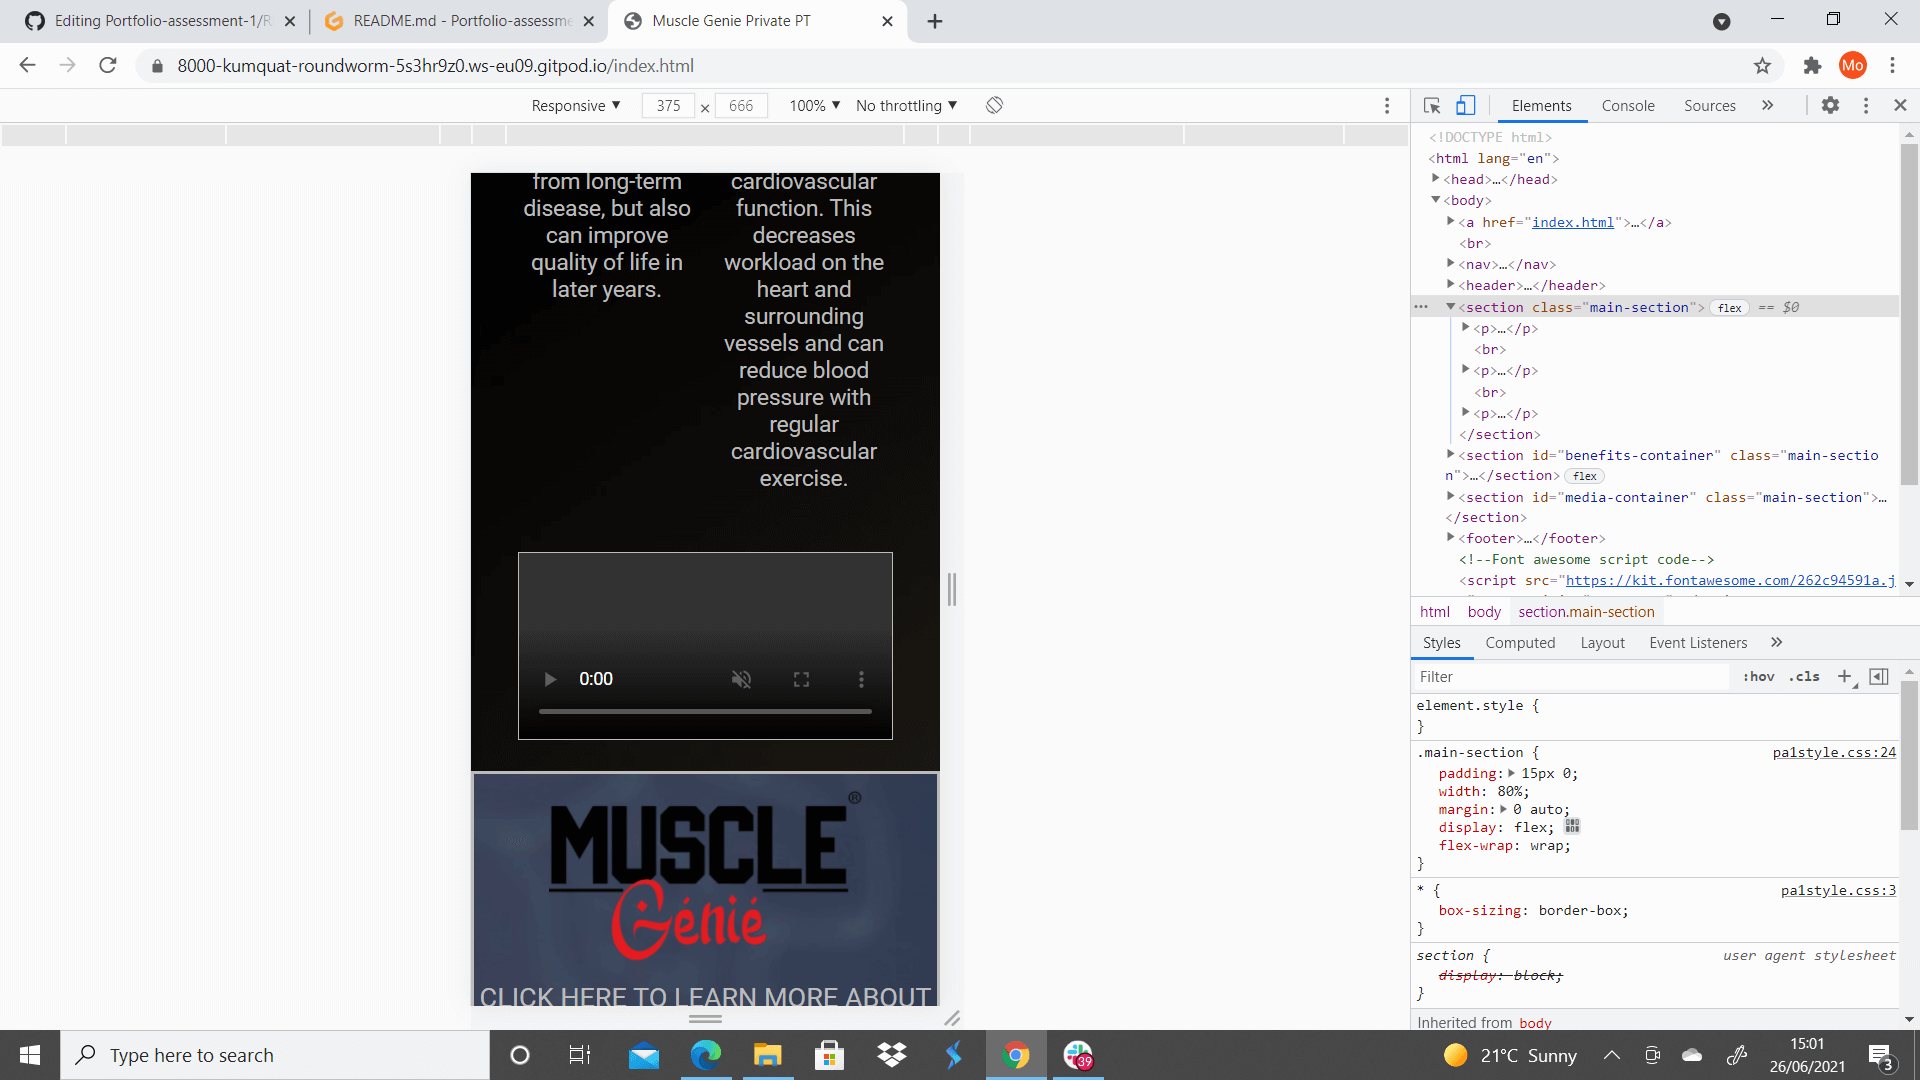 Editing Portfolio-assessment-1/R
README.md - Portfolio-assessme
Muscle Genie Private PT
8000-kumquat-roundworm-5s3hr9z0.ws-eu09.gitpod.io/index.html
Mo
Responsive ▼ 375 × 666 100% ▼ No throttling ▼
Elements Console Sources »
from long-term
disease, but also
can improve
quality of life in
later years.
cardiovascular
function. This
decreases
workload on the
heart and
surrounding
vessels and can
reduce blood
pressure with
regular
cardiovascular
exercise.
0:00
MUSCLE®
Génié
CLICK HERE TO LEARN MORE ABOUT
<!DOCTYPE html>
<html lang="en">
<head>…</head>
<body>
<a href="index.html">…</a>
<br>
<nav>…</nav>
<header>…</header>
<section class="main-section"> flex == $0
<p>…</p>
<br>
<p>…</p>
<br>
<p>…</p>
</section>
<section id="benefits-container" class="main-sectio
n">…</section> flex
<section id="media-container" class="main-section">…
</section>
<footer>…</footer>
<!--Font awesome script code-->
<script src="https://kit.fontawesome.com/262c94591a.j
html body section.main-section
Styles Computed Layout Event Listeners »
Filter :hov .cls +
element.style {
}
.main-section { pa1style.css:24
padding: 15px 0;
width: 80%;
margin: 0 auto;
display: flex;
flex-wrap: wrap;
}
* { pa1style.css:3
box-sizing: border-box;
}
section { user agent stylesheet
display: block;
}
Inherited from body
Type here to search
39
21°C Sunny
15:01
26/06/2021
3